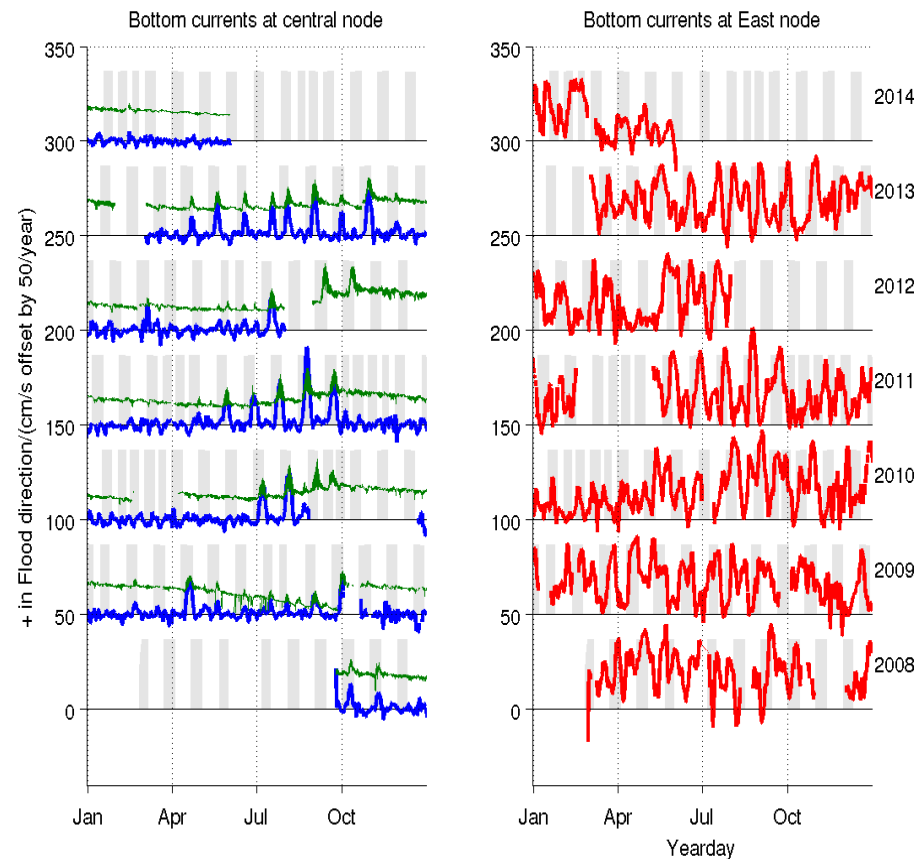 Bottom currents at central node
Bottom currents at East node
+ in Flood direction/(cm/s offset by 50/year)
350
300
250
200
150
100
50
0
Jan
Apr
Jul
Oct
350
300
250
200
150
100
50
0
2014
2013
2012
2011
2010
2009
2008
Jan
Apr
Jul
Oct
Yearday